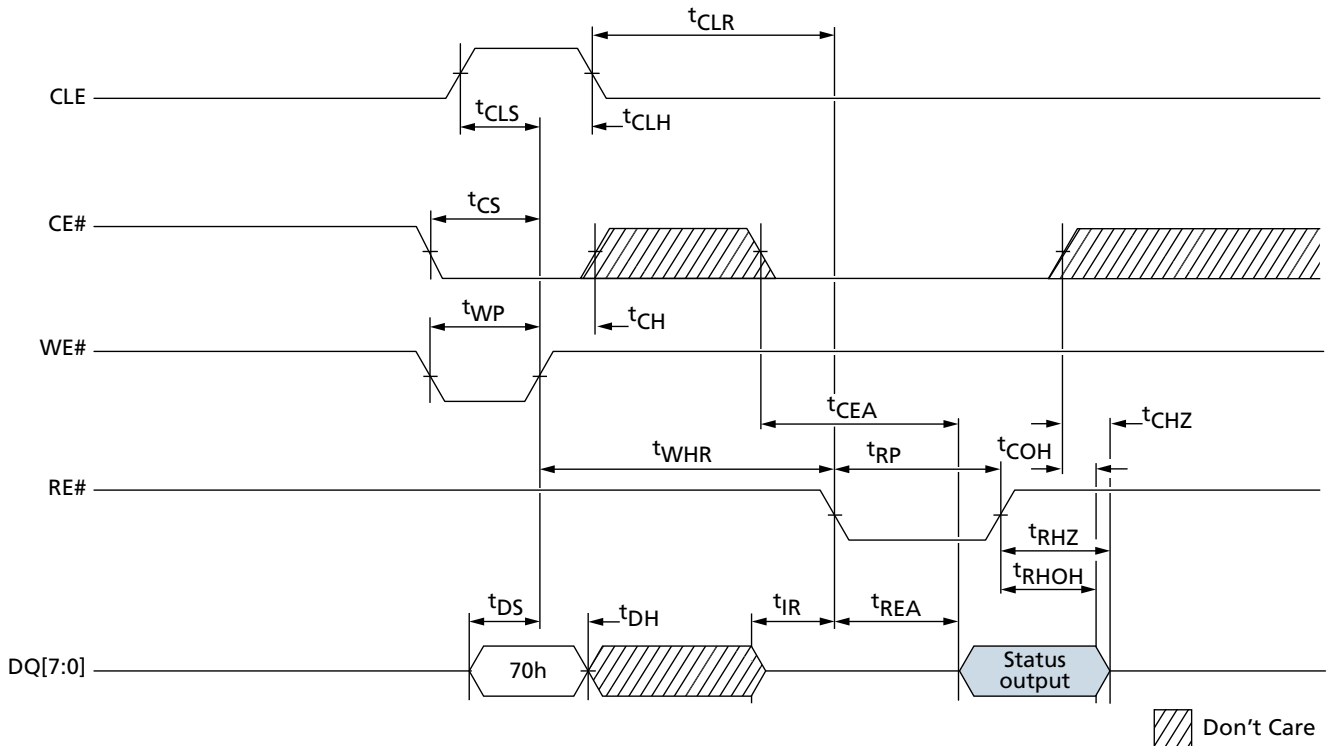 tCLR
CLE
tCLS
tCLH
tCS
CE#
tWP
tCH
WE#
tCEA
tCHZ
tWHR
tRP
tCOH
RE#
tRHZ
tRHOH
tDS
tDH
tIR
tREA
DQ[7:0]
70h
Status
output
Don't Care